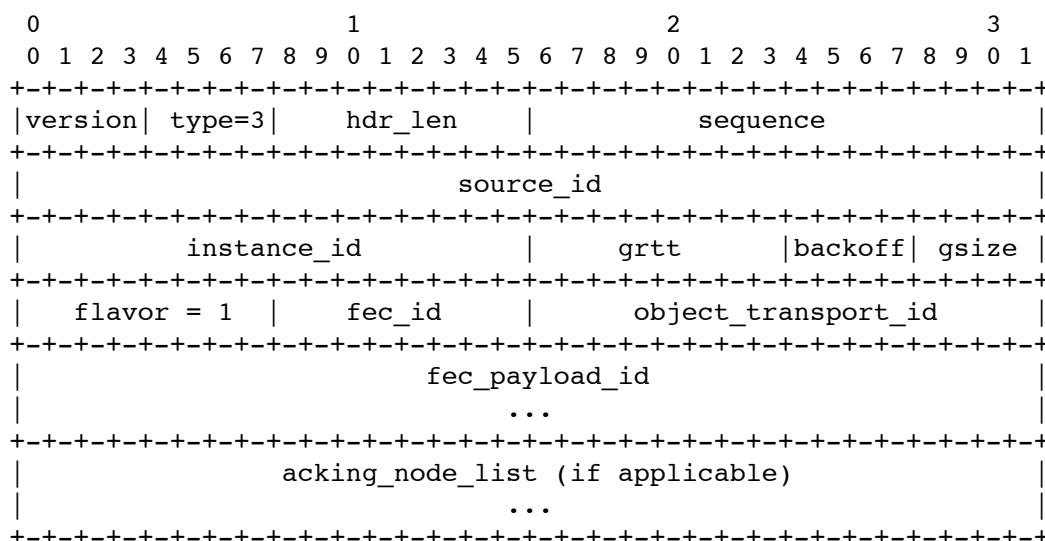 0                   1                   2                   3
 0 1 2 3 4 5 6 7 8 9 0 1 2 3 4 5 6 7 8 9 0 1 2 3 4 5 6 7 8 9 0 1
+-+-+-+-+-+-+-+-+-+-+-+-+-+-+-+-+-+-+-+-+-+-+-+-+-+-+-+-+-+-+-+-+
|version| type=3|    hdr_len    |          sequence             |
+-+-+-+-+-+-+-+-+-+-+-+-+-+-+-+-+-+-+-+-+-+-+-+-+-+-+-+-+-+-+-+-+
|                           source_id                           |
+-+-+-+-+-+-+-+-+-+-+-+-+-+-+-+-+-+-+-+-+-+-+-+-+-+-+-+-+-+-+-+-+
|          instance_id          |     grtt      |backoff| gsize |
+-+-+-+-+-+-+-+-+-+-+-+-+-+-+-+-+-+-+-+-+-+-+-+-+-+-+-+-+-+-+-+-+
|   flavor = 1  |    fec_id     |      object_transport_id      |
+-+-+-+-+-+-+-+-+-+-+-+-+-+-+-+-+-+-+-+-+-+-+-+-+-+-+-+-+-+-+-+-+
|                         fec_payload_id                        |
|                              ...                              |
+-+-+-+-+-+-+-+-+-+-+-+-+-+-+-+-+-+-+-+-+-+-+-+-+-+-+-+-+-+-+-+-+
|                acking_node_list (if applicable)               |
|                              ...                              |
+-+-+-+-+-+-+-+-+-+-+-+-+-+-+-+-+-+-+-+-+-+-+-+-+-+-+-+-+-+-+-+-+